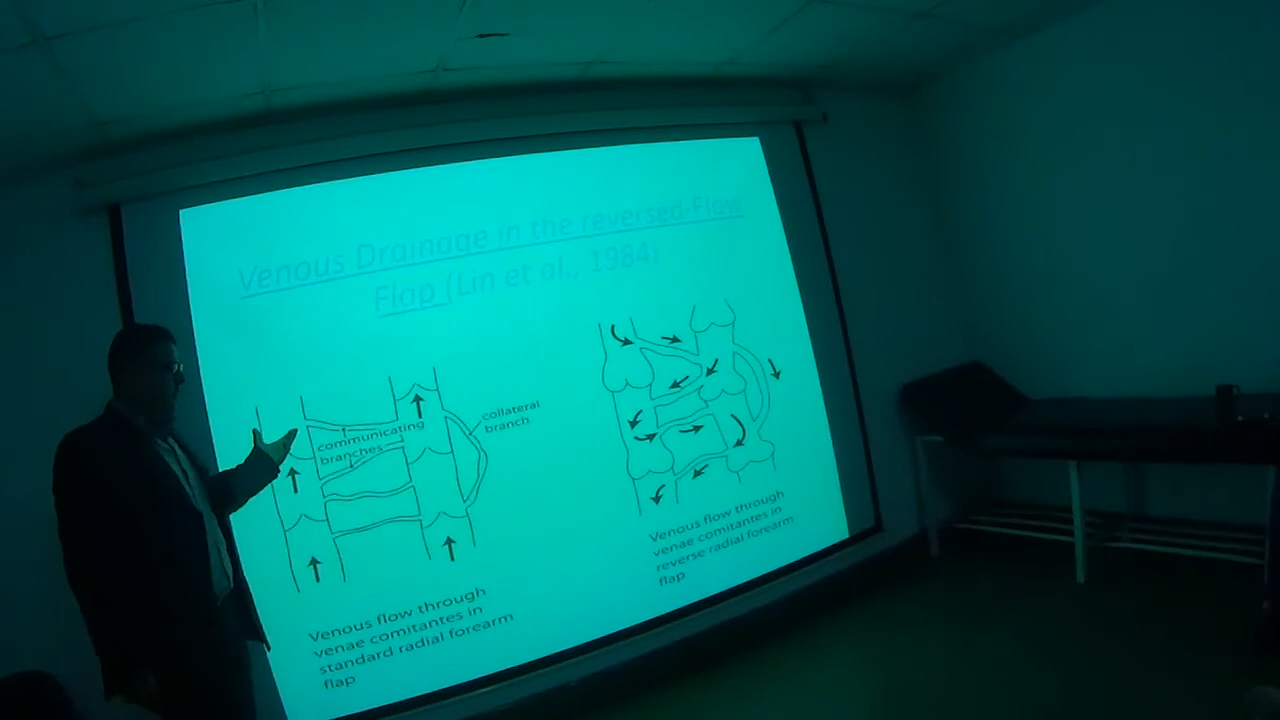 Venous Drainage in the reversed-Flow
Flap (Lin et al., 1984)
communicating
branches
collateral
branch
Venous flow through
venae comitantes in
standard radial forearm
flap
Venous flow through
venae comitantes in
reverse radial forearm
flap